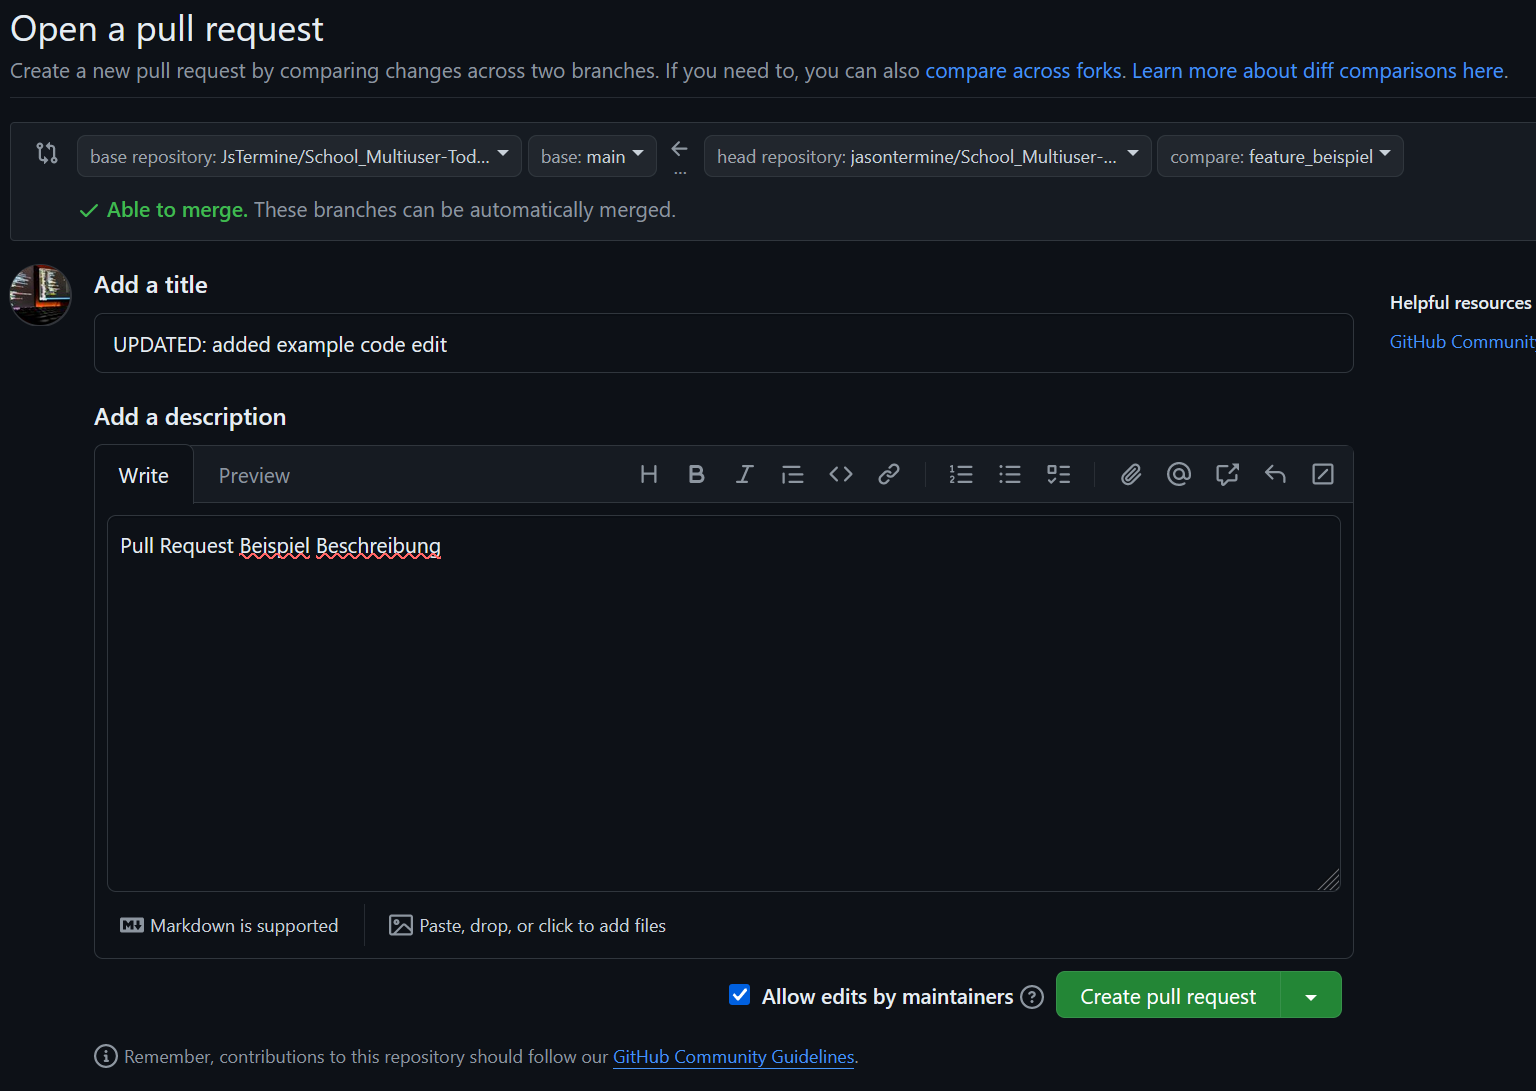 Open a pull request
Create a new pull request by comparing changes across two branches. If you need to, you can also compare across forks. Learn more about diff comparisons here.
base repository: JsTermine/School_Multiuser-Tod... base: main ... head repository: jasontermine/School_Multiuser-... compare: feature_beispiel
Able to merge. These branches can be automatically merged.
Add a title
Helpful resources
UPDATED: added example code edit
GitHub Community
Add a description
Write Preview
Pull Request Beispiel Beschreibung
Markdown is supported Paste, drop, or click to add files
Allow edits by maintainers Create pull request
Remember, contributions to this repository should follow our GitHub Community Guidelines.